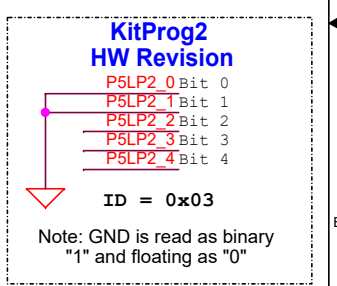 KitProg2
HW Revision
P5LP2_0 Bit 0
P5LP2_1 Bit 1
P5LP2_2 Bit 2
P5LP2_3 Bit 3
P5LP2_4 Bit 4
ID = 0x03
Note: GND is read as binary
"1" and floating as "0"